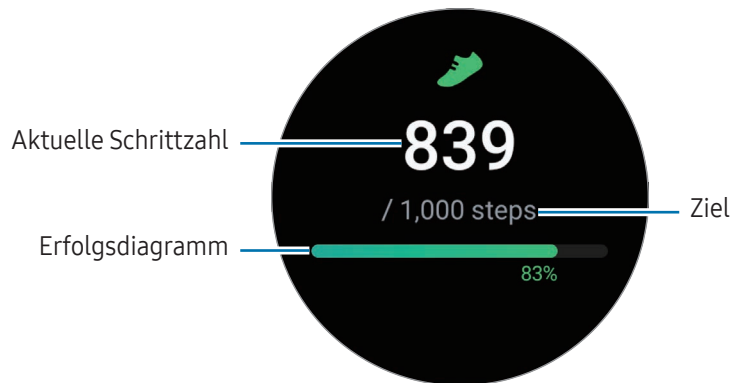 Aktuelle Schrittzahl
839
/ 1,000 steps
Ziel
Erfolgsdiagramm
83%